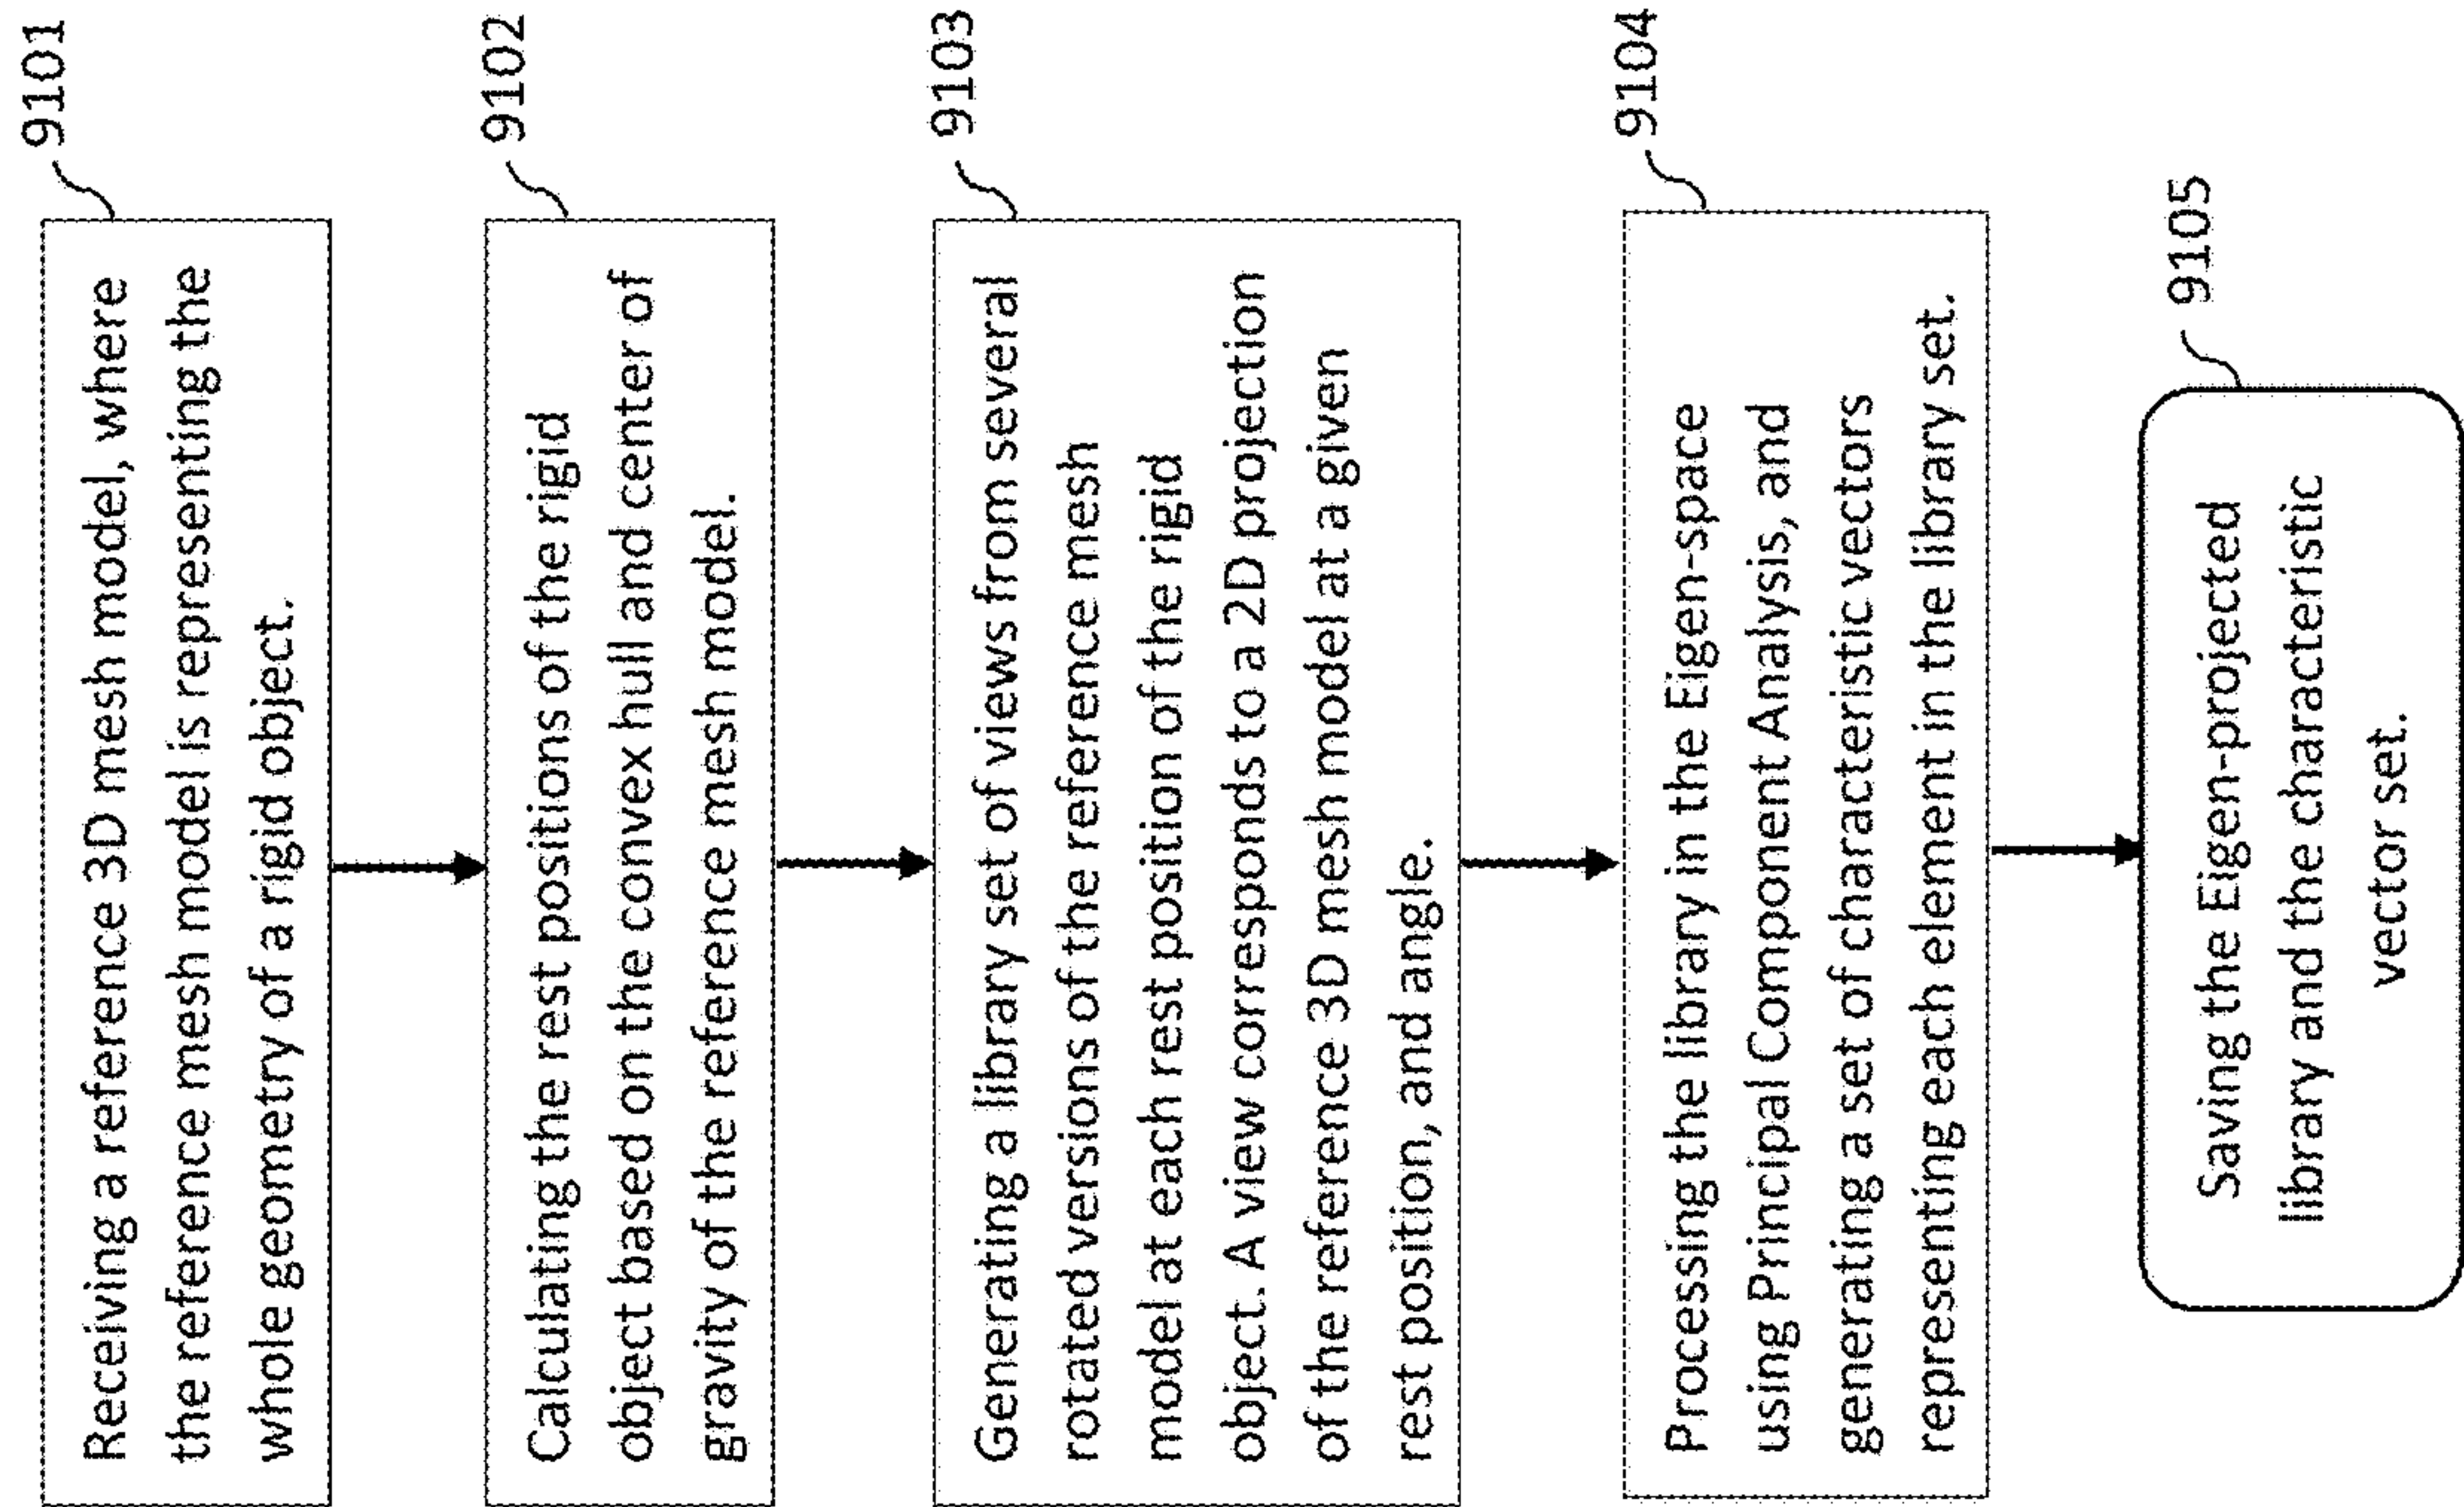 9101
Receiving a reference 3D mesh model, where
the reference mesh model is representing the
whole geometry of a rigid object.
9102
Calculating the rest positions of the rigid
object based on the convex hull and center of
gravity of the reference mesh model.
9103
Generating a library set of views from several
rotated versions of the reference mesh
model at each rest position of the rigid
object. A view corresponds to a 2D projection
of the reference 3D mesh model at a given
rest position, and angle.
9104
Processing the library in the Eigen-space
using Principal Component Analysis, and
generating a set of characteristic vectors
representing each element in the library set.
9105
Saving the Eigen-projected
library and the characteristic
vector set.